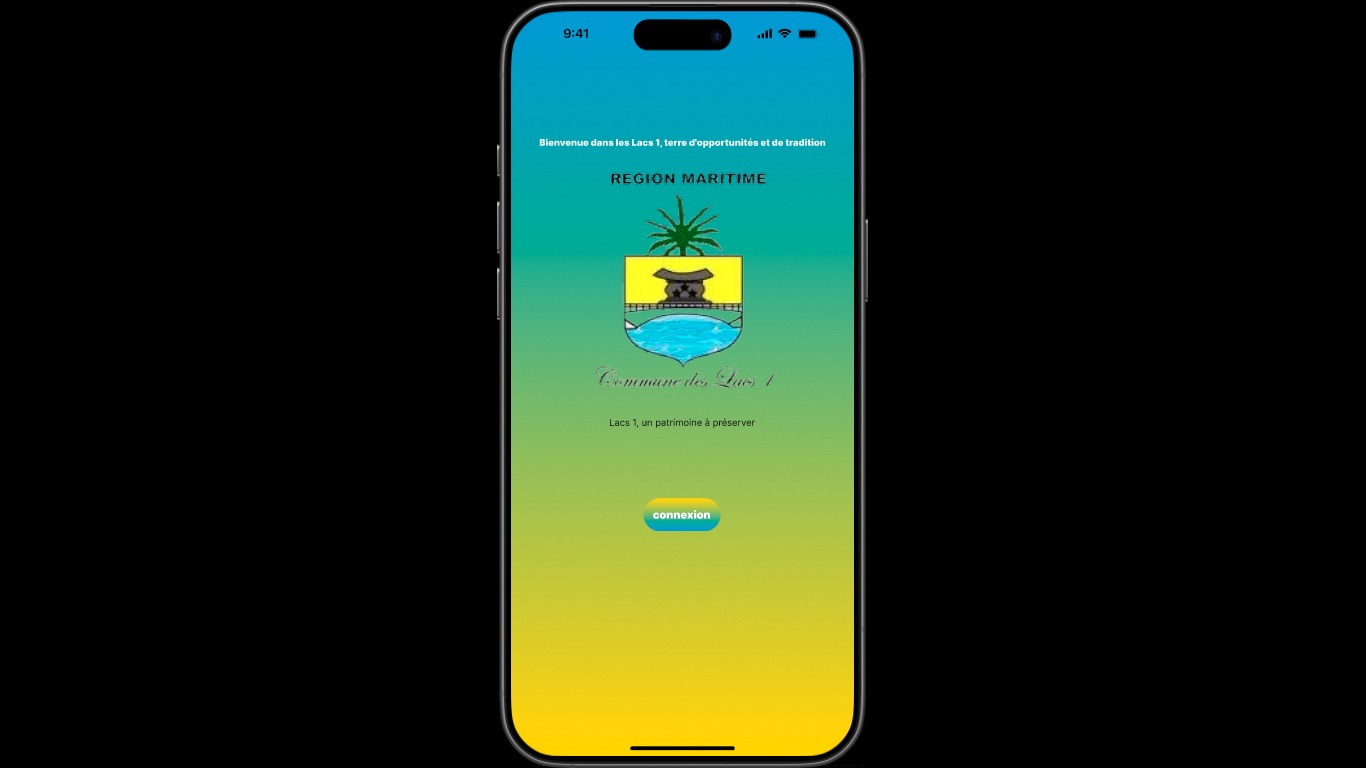 9:41
Bienvenue dans les Lacs 1, terre d'opportunités et de tradition
REGION MARITIME
Commune des Lacs 1
Lacs 1, un patrimoine à préserver
connexion